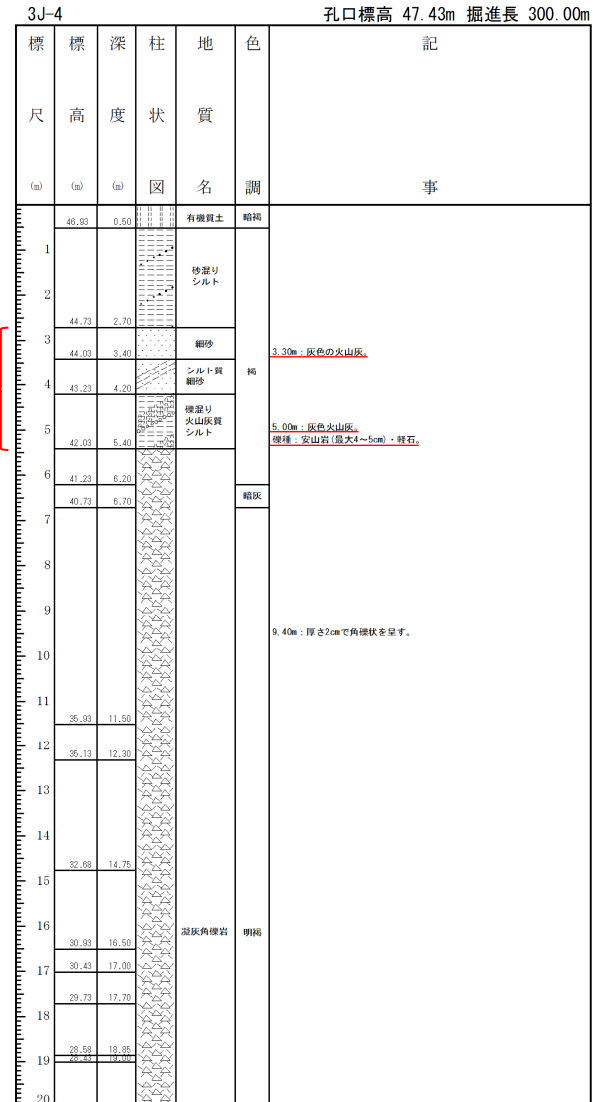 3J-4 孔口標高 47.43m 掘進長 300.00m
標尺(m) 標高(m) 深度(m) 柱状図 地質名 色調 記事
46.93 0.50 有機質土 暗褐
1
砂混り
シルト
2
44.73 2.70
3
細砂
44.03 3.40 3.30m：灰色の火山灰。
シルト質 褐
細砂
4
43.23 4.20
礫混り
火山灰質
シルト
5 5.00m：灰色火山灰。
礫種：安山岩(最大4～5cm)・軽石。
42.03 5.40
6
41.23 6.20
暗灰
40.73 6.70
7
8
9
9.40m：厚さ2cmで角礫状を呈す。
10
11
35.93 11.50
12
35.13 12.30
13
14
32.68 14.75
15
16
凝灰角礫岩 明褐
30.93 16.50
30.43 17.00
17
29.73 17.70
18
28.58 18.85
28.43 19.00
19
20